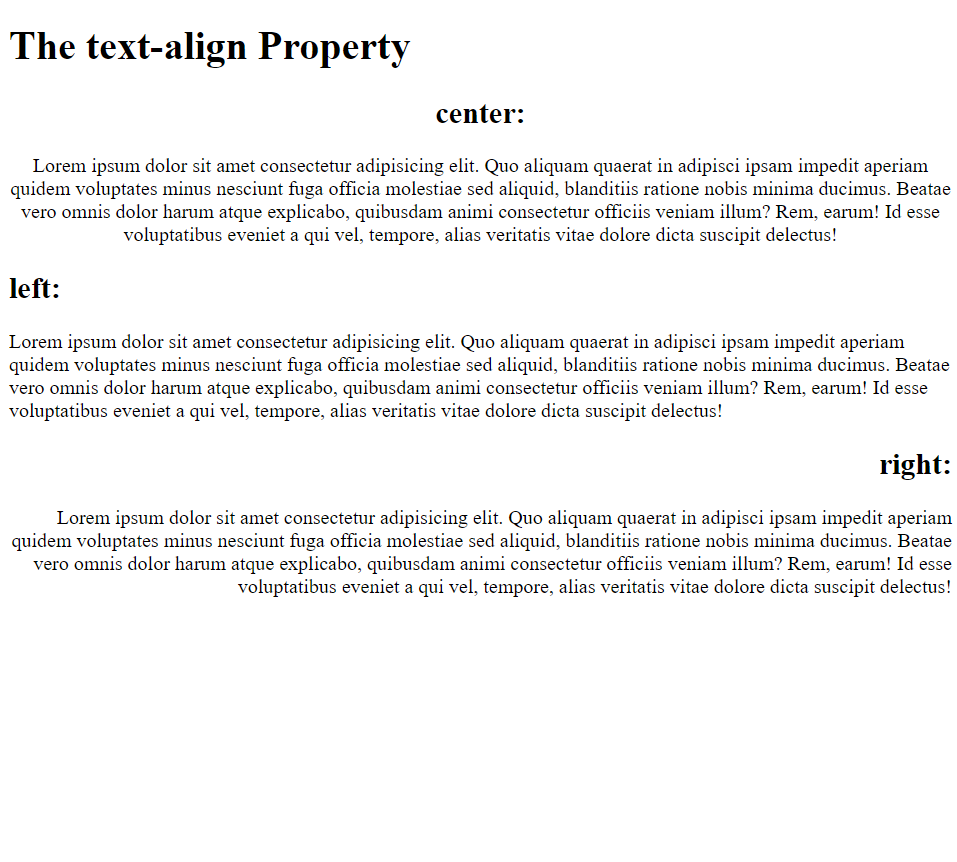 The text-align Property
center:
Lorem ipsum dolor sit amet consectetur adipisicing elit. Quo aliquam quaerat in adipisci ipsam impedit aperiam
quidem voluptates minus nesciunt fuga officia molestiae sed aliquid, blanditiis ratione nobis minima ducimus. Beatae
vero omnis dolor harum atque explicabo, quibusdam animi consectetur officiis veniam illum? Rem, earum! Id esse
voluptatibus eveniet a qui vel, tempore, alias veritatis vitae dolore dicta suscipit delectus!
left:
Lorem ipsum dolor sit amet consectetur adipisicing elit. Quo aliquam quaerat in adipisci ipsam impedit aperiam
quidem voluptates minus nesciunt fuga officia molestiae sed aliquid, blanditiis ratione nobis minima ducimus. Beatae
vero omnis dolor harum atque explicabo, quibusdam animi consectetur officiis veniam illum? Rem, earum! Id esse
voluptatibus eveniet a qui vel, tempore, alias veritatis vitae dolore dicta suscipit delectus!
right:
Lorem ipsum dolor sit amet consectetur adipisicing elit. Quo aliquam quaerat in adipisci ipsam impedit aperiam
quidem voluptates minus nesciunt fuga officia molestiae sed aliquid, blanditiis ratione nobis minima ducimus. Beatae
vero omnis dolor harum atque explicabo, quibusdam animi consectetur officiis veniam illum? Rem, earum! Id esse
voluptatibus eveniet a qui vel, tempore, alias veritatis vitae dolore dicta suscipit delectus!